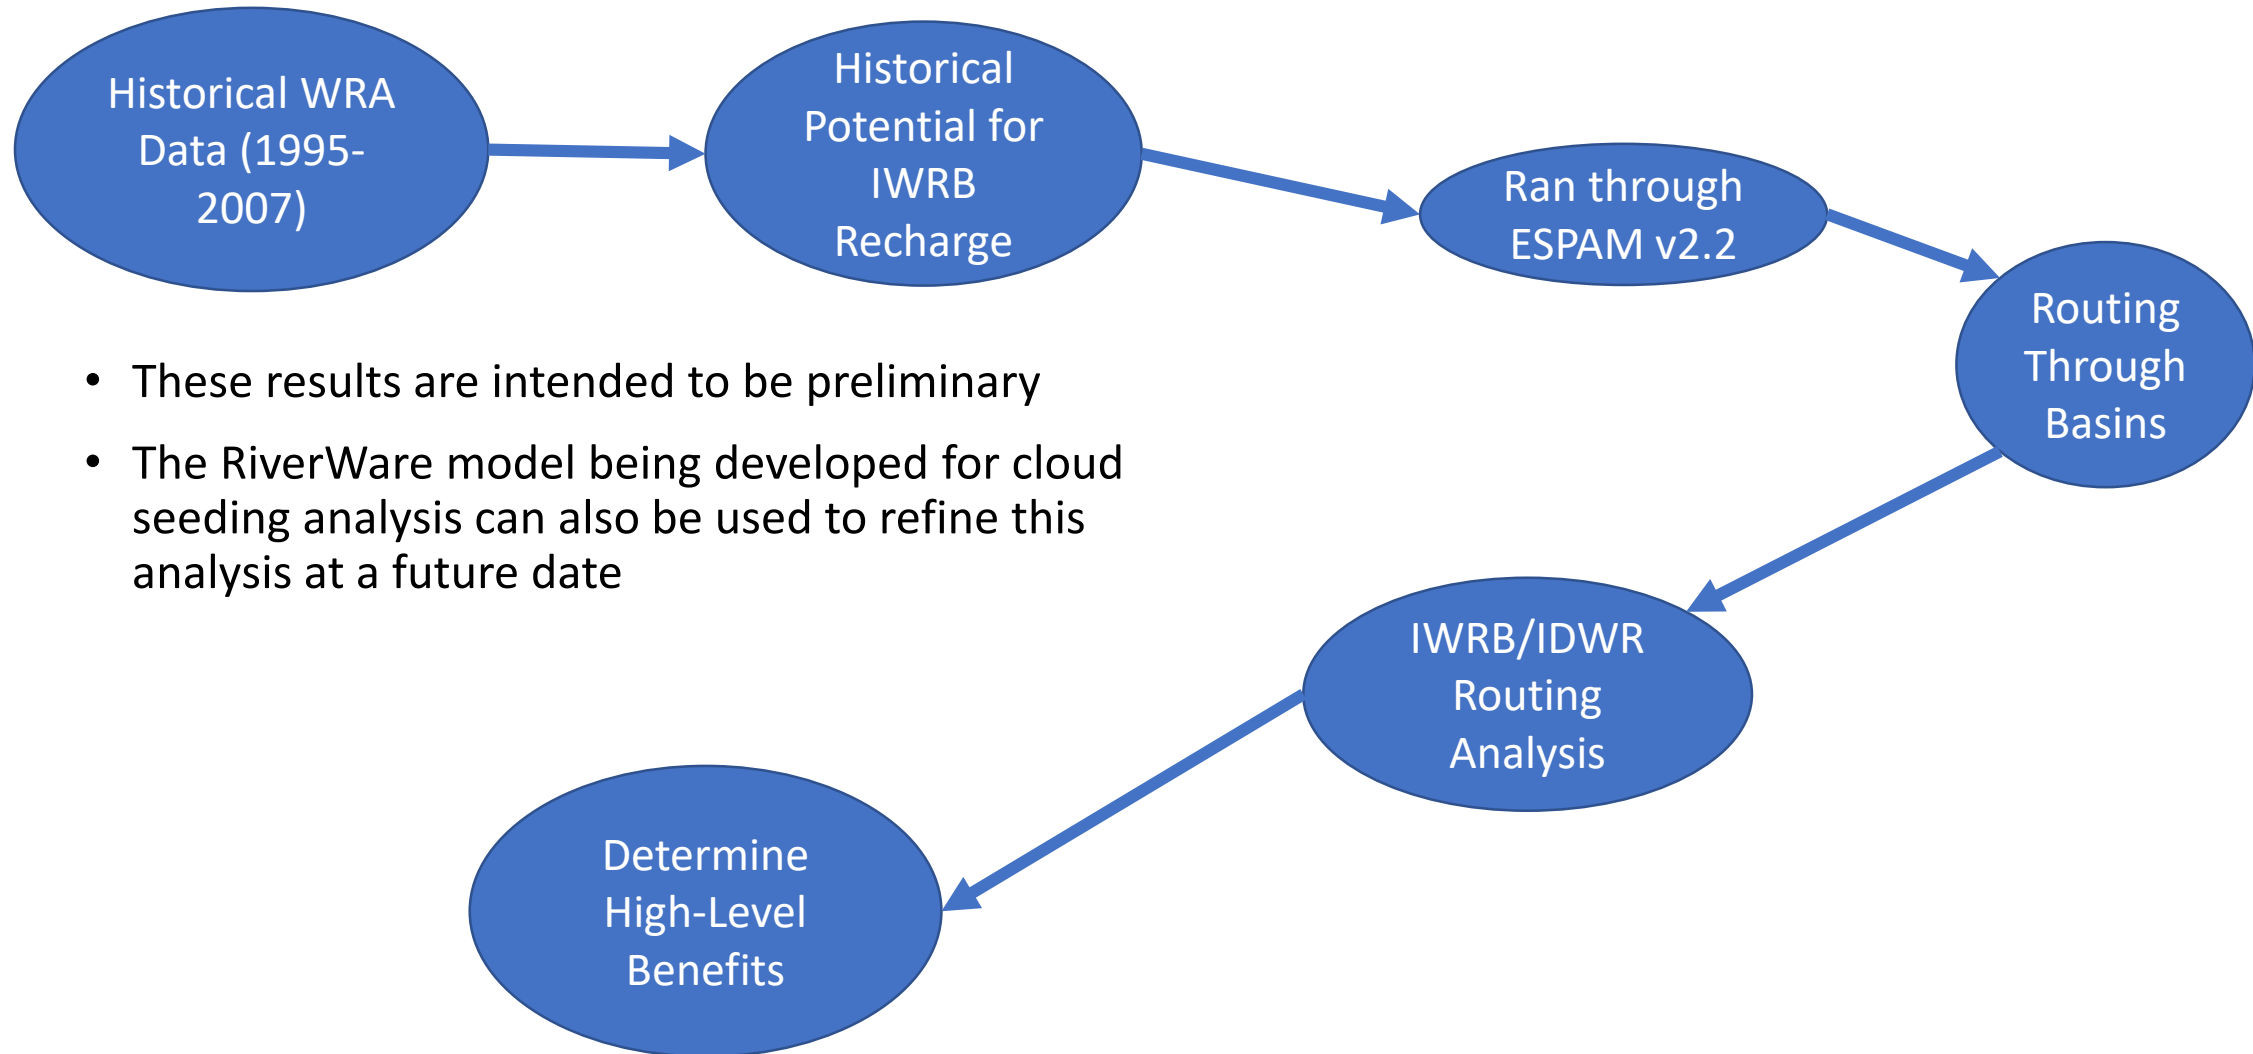 Historical WRA
Data (1995-
2007)
Historical
Potential for
IWRB
Recharge
Ran through
ESPAM v2.2
Routing
Through
Basins
• These results are intended to be preliminary
• The RiverWare model being developed for cloud
seeding analysis can also be used to refine this
analysis at a future date
IWRB/IDWR
Routing
Analysis
Determine
High-Level
Benefits